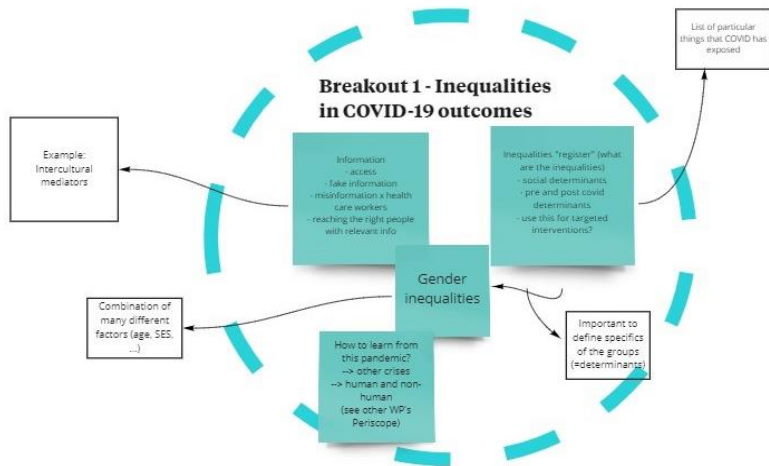 List of particular
things that COVID has
exposed
Breakout 1 - Inequalities
in COVID-19 outcomes
Example:
Intercultural
mediators
Information
- access
- fake information
- misinformation x health
care workers
- reaching the right people
with relevant info
Inequalities "register" (what
are the inequalities)
- social determinants
- pre and post covid
determinants
- use this for targeted
interventions?
Gender
inequalities
Combination of
many different
factors (age, SES,
...)
Important to
define specifics
of the groups
(=determinants)
How to learn from
this pandemic?
--> other crises
--> human and non-
human
(see other WP's
Periscope)